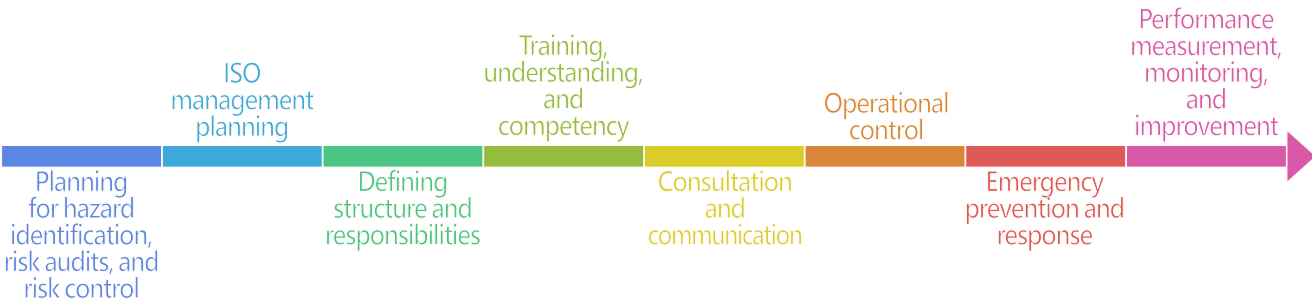 Planning
for hazard
identification,
risk audits, and
risk control
ISO
management
planning
Defining
structure and
responsibilities
Training,
understanding,
and
competency
Consultation
and
communication
Operational
control
Emergency
prevention and
response
Performance
measurement,
monitoring,
and
improvement